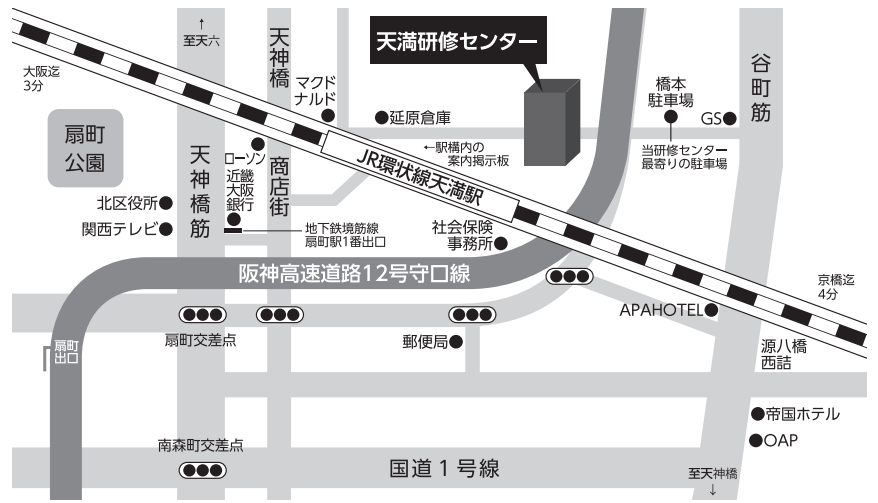 ↑
至天六
天神橋
天満研修センター
大阪迄
3分
マクド
ナルド
橋本
駐車場
谷町筋
延原倉庫
GS
扇町
公園
←駅構内の
案内掲示板
当研修センター
最寄りの駐車場
天神橋筋
ローソン
商店街
JR環状線天満駅
近畿
大阪
銀行
北区役所
関西テレビ
地下鉄境筋線
扇町駅1番出口
社会保険
事務所
阪神高速道路12号守口線
京橋迄
4分
APAHOTEL
扇町交差点
郵便局
扇町
出口
源八橋
西詰
帝国ホテル
OAP
南森町交差点
国道1号線
至天神橋
↓